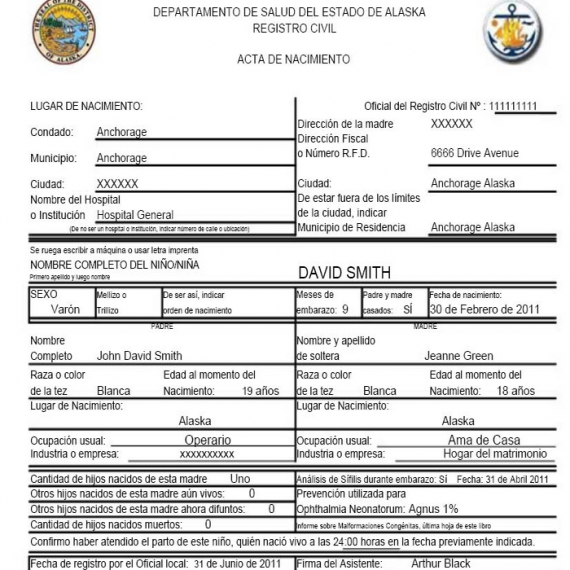 DEPARTAMENTO DE SALUD DEL ESTADO DE ALASKA
REGISTRO CIVIL
ACTA DE NACIMIENTO
LUGAR DE NACIMIENTO:
Oficial del Registro Civil Nº : 111111111
Condado: Anchorage
Dirección de la madre XXXXXX
Dirección Fiscal
Municipio: Anchorage
o Número R.F.D. 6666 Drive Avenue
Ciudad: XXXXXX
Ciudad: Anchorage Alaska
Nombre del Hospital
De estar fuera de los límites
o Institución Hospital General
de la ciudad, indicar
(De no ser un hospital o institución, indicar número de calle o ubicación)
Municipio de Residencia Anchorage Alaska
Se ruega escribir a máquina o usar letra imprenta
NOMBRE COMPLETO DEL NIÑO/NIÑA DAVID SMITH
Primero apellido y luego nombre
SEXO Mellizo o De ser así, indicar Meses de Padre y madre Fecha de nacimiento:
Varón Trillizo orden de nacimiento embarazo: 9 casados: SÍ 30 de Febrero de 2011
PADRE MADRE
Nombre Nombre y apellido
Completo John David Smith de soltera Jeanne Green
Raza o color Edad al momento del Raza o color Edad al momento del
de la tez Blanca Nacimiento: 19 años de la tez Blanca Nacimiento: 18 años
Lugar de Nacimiento: Lugar de Nacimiento:
Alaska Alaska
Ocupación usual: Operario Ocupación usual: Ama de Casa
Industria o empresa: xxxxxxxxxx Industria o empresa: Hogar del matrimonio
Cantidad de hijos nacidos de esta madre Uno Análisis de Sífilis durante embarazo: SÍ Fecha: 31 de Abril 2011
Otros hijos nacidos de esta madre aún vivos: 0 Prevención utilizada para
Otros hijos nacidos de esta madre ahora difuntos: 0 Ophthalmia Neonatorum: Agnus 1%
Cantidad de hijos nacidos muertos: 0 Informe sobre Malformaciones Congénitas, última hoja de este libro
Confirmo haber atendido el parto de este niño, quién nació vivo a las 24:00 horas en la fecha previamente indicada.
Fecha de registro por el Oficial local: 31 de Junio de 2011 Firma del Asistente: Arthur Black